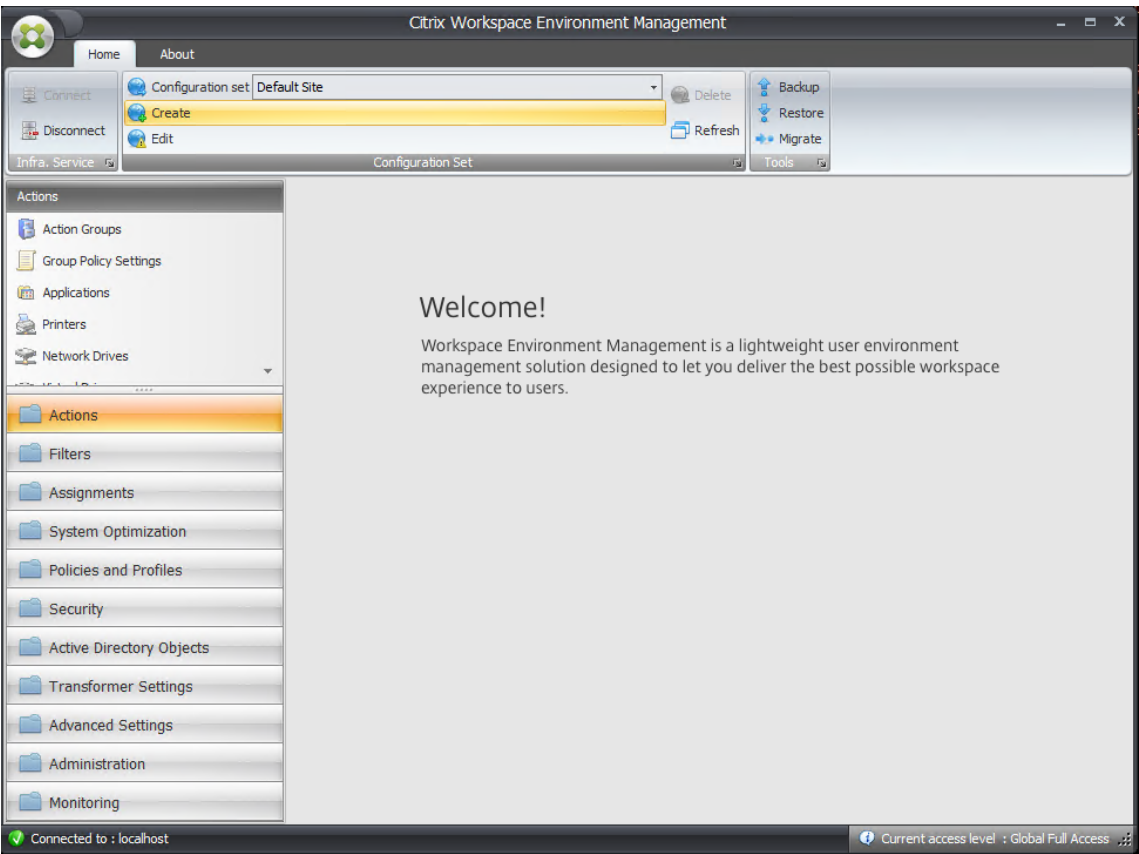 Citrix Workspace Environment Management
Home About
Connect
Disconnect
Infra. Service
Configuration set Default Site
Create
Edit
Delete
Refresh
Configuration Set
Backup
Restore
Migrate
Tools
Actions
Action Groups
Group Policy Settings
Applications
Printers
Network Drives
Actions
Filters
Assignments
System Optimization
Policies and Profiles
Security
Active Directory Objects
Transformer Settings
Advanced Settings
Administration
Monitoring
Welcome!
Workspace Environment Management is a lightweight user environment
management solution designed to let you deliver the best possible workspace
experience to users.
Connected to : localhost
Current access level : Global Full Access